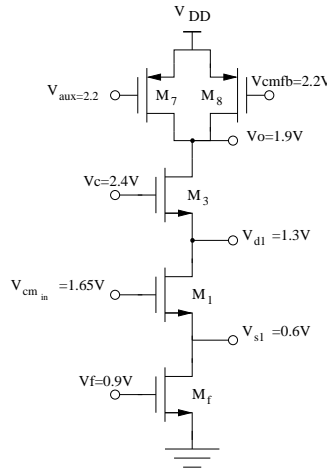 V DD
V aux=2.2
M 7
M 8
Vcmfb=2.2V
Vo=1.9V
Vc=2.4V
M 3
V d1 =1.3V
V cm in =1.65V
M 1
V s1 =0.6V
Vf=0.9V
M f